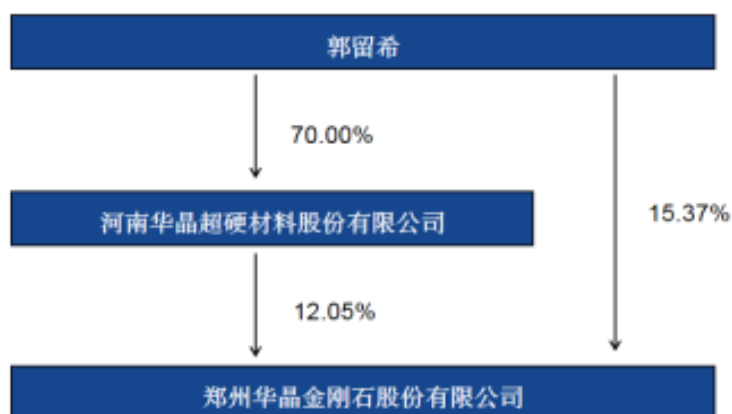 郭留希
70.00%
河南华晶超硬材料股份有限公司
15.37%
12.05%
郑州华晶金刚石股份有限公司